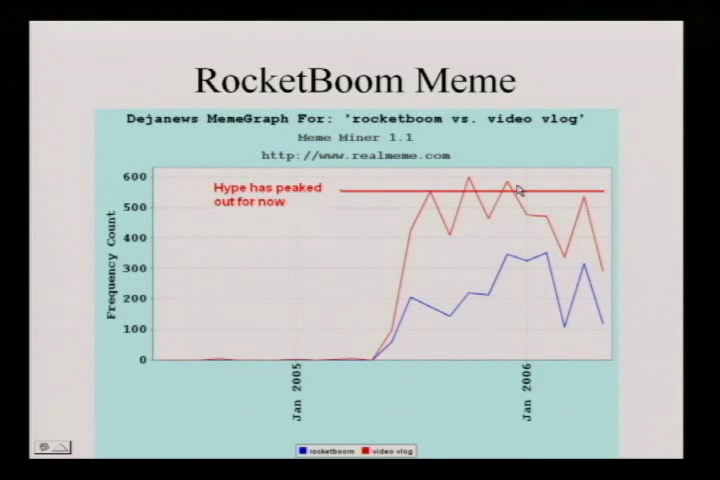 RocketBoom Meme
Dejanews MemeGraph For: 'rocketboom vs. video vlog'
Meme Miner 1.1
http://www.realmeme.com
Hype has peaked
out for now
Frequency Count
600
500
400
300
200
100
0
Jan 2005
Jan 2006
rocketboom
video vlog